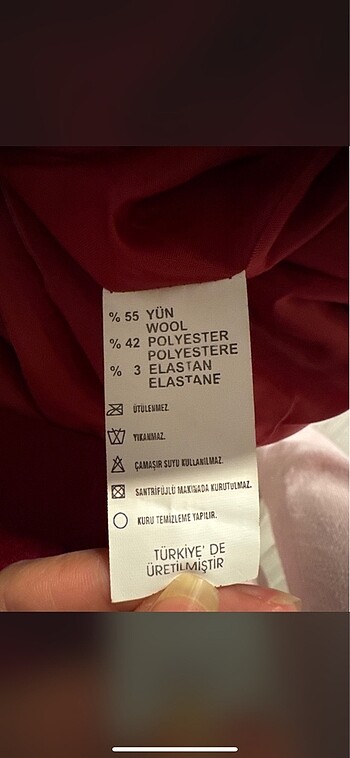 % 55 YÜN
WOOL
% 42 POLYESTER
POLYESTERE
% 3 ELASTAN
ELASTANE
ÜTÜLENMEZ.
YIKANMAZ.
ÇAMAŞIR SUYU KULLANILMAZ.
SANTRİFÜJLÜ MAKİNADA KURUTULMAZ.
KURU TEMİZLEME YAPILIR.
TÜRKİYE' DE
ÜRETİLMİŞTİR